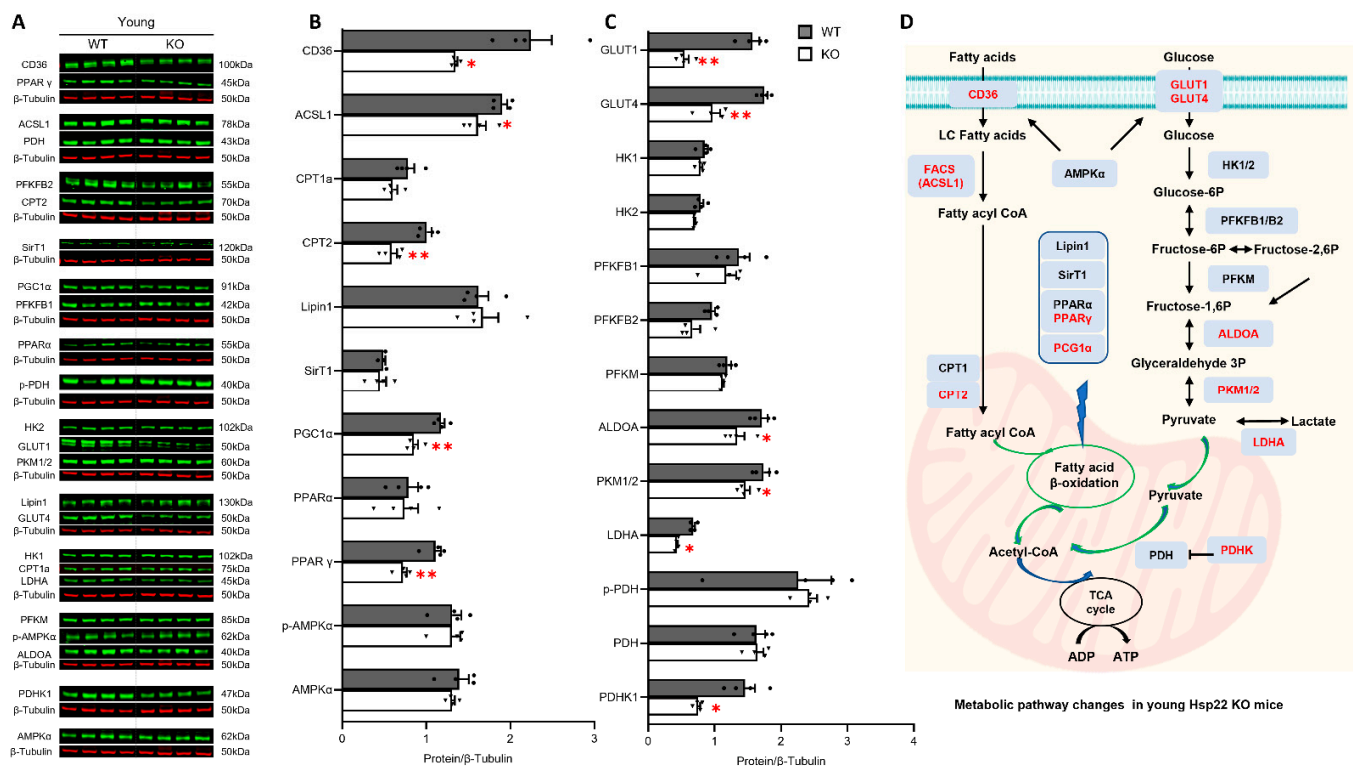 A
Young
WT KO
CD36 100kDa
PPAR γ 45kDa
β-Tubulin 50kDa
ACSL1 78kDa
PDH 43kDa
β-Tubulin 50kDa
PFKFB2 55kDa
CPT2 70kDa
β-Tubulin 50kDa
SirT1 120kDa
β-Tubulin 50kDa
PGC1α 91kDa
PFKFB1 42kDa
β-Tubulin 50kDa
PPARα 55kDa
β-Tubulin 50kDa
p-PDH 40kDa
β-Tubulin 50kDa
HK2 102kDa
GLUT1 50kDa
PKM1/2 60kDa
β-Tubulin 50kDa
Lipin1 130kDa
GLUT4 50kDa
β-Tubulin 50kDa
HK1 102kDa
CPT1a 75kDa
LDHA 45kDa
β-Tubulin 50kDa
PFKM 85kDa
p-AMPKα 62kDa
ALDOA 40kDa
β-Tubulin 50kDa
PDHK1 47kDa
β-Tubulin 50kDa
AMPKα 62kDa
β-Tubulin 50kDa
B
CD36 *
ACSL1 *
CPT1a
CPT2 **
Lipin1
SirT1
PGC1α **
PPARα
PPAR γ **
p-AMPKα
AMPKα
0 1 2 3
Protein/β-Tubulin
C
WT
KO
GLUT1 **
GLUT4 **
HK1
HK2
PFKFB1
PFKFB2
PFKM
ALDOA *
PKM1/2 *
LDHA *
p-PDH
PDH
PDHK1 *
0 1 2 3 4
Protein/β-Tubulin
D
Fatty acids Glucose
CD36 GLUT1
GLUT4
LC Fatty acids Glucose
FACS
(ACSL1)
AMPKα
HK1/2
Glucose-6P
Fatty acyl CoA
PFKFB1/B2
Lipin1
Fructose-6P Fructose-2,6P
SirT1
PFKM
PPARα
PPARγ
Fructose-1,6P
PCG1α
ALDOA
Glyceraldehyde 3P
CPT1
CPT2
PKM1/2
Pyruvate Lactate
Fatty acyl CoA
LDHA
Fatty acid
β-oxidation
Pyruvate
Acetyl-CoA
PDH PDHK
TCA
cycle
ADP ATP
Metabolic pathway changes in young Hsp22 KO mice